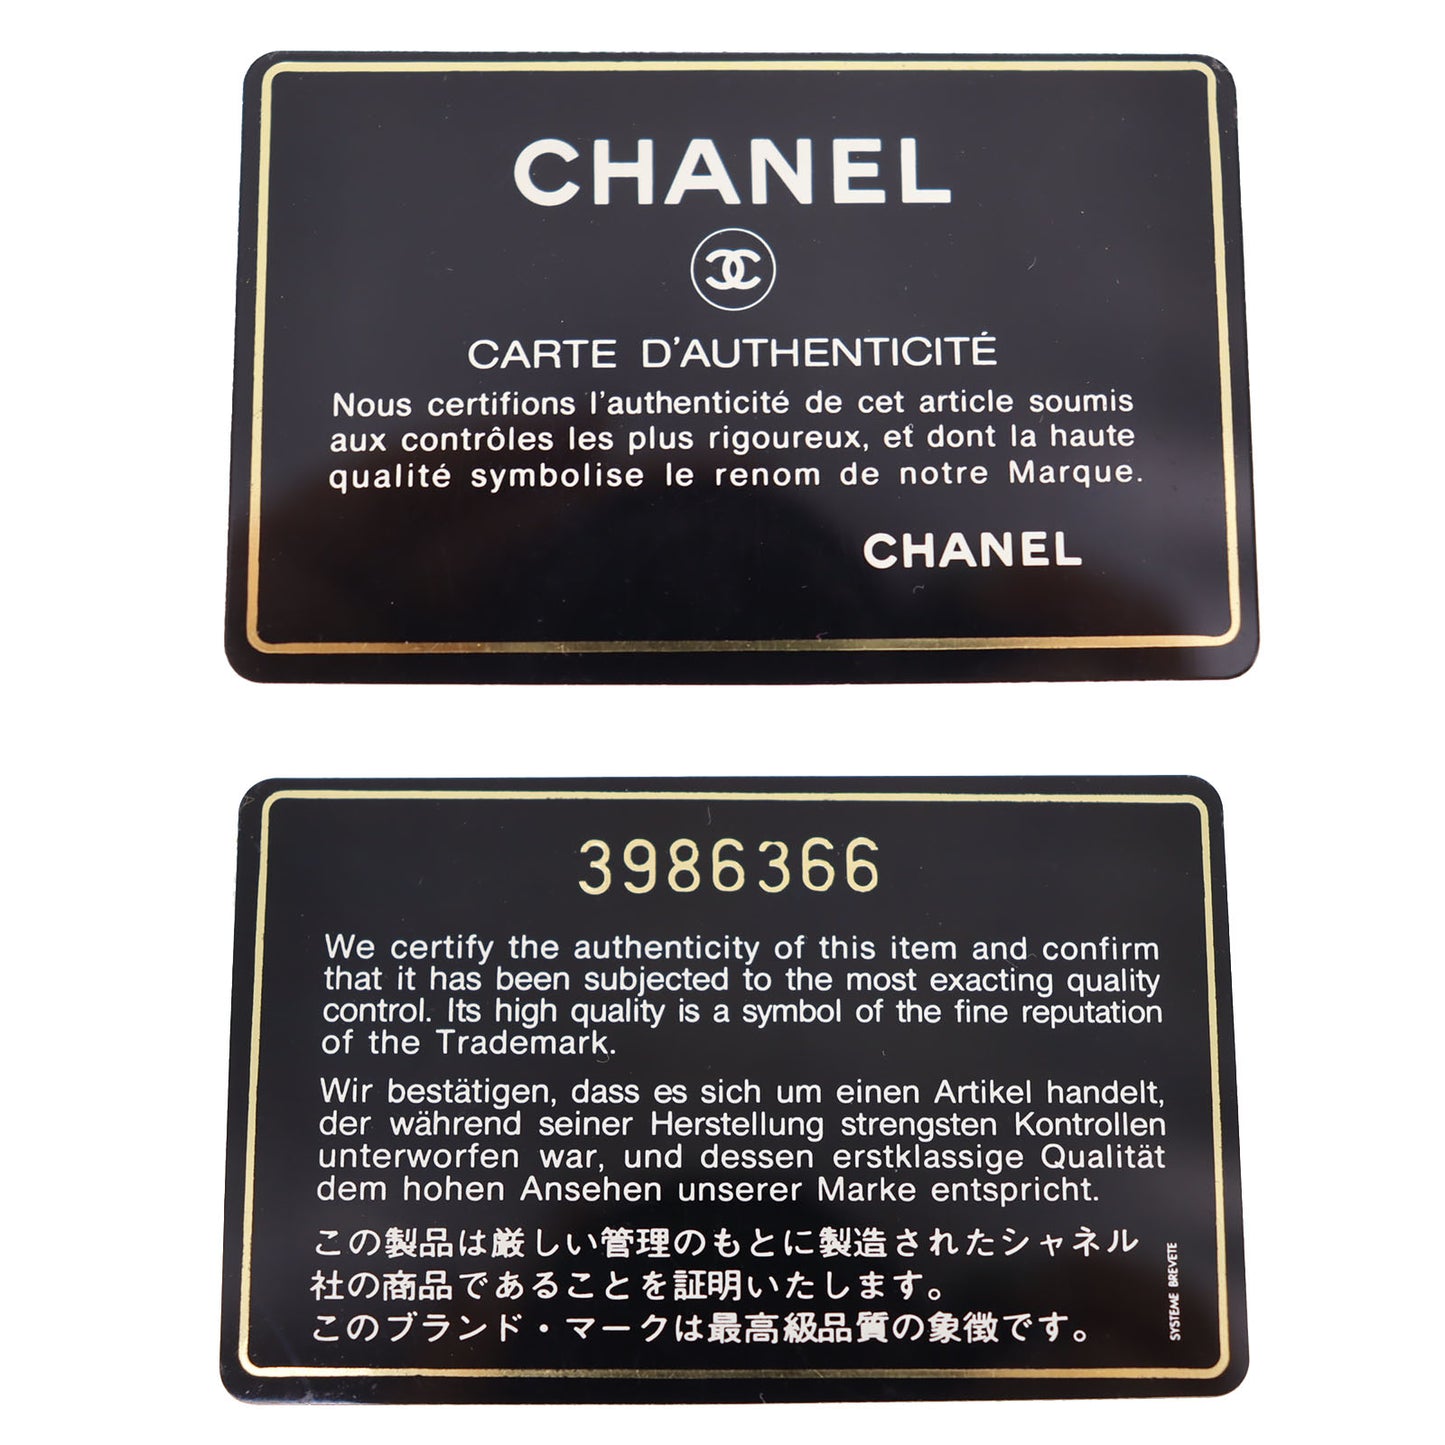 CHANEL
CARTE D'AUTHENTICITÉ
Nous certifions l'authenticité de cet article soumis
aux contrôles les plus rigoureux, et dont la haute
qualité symbolise le renom de notre Marque.
CHANEL
3986366
We certify the authenticity of this item and confirm
that it has been subjected to the most exacting quality
control. Its high quality is a symbol of the fine reputation
of the Trademark.
Wir bestätigen, dass es sich um einen Artikel handelt,
der während seiner Herstellung strengsten Kontrollen
unterworfen war, und dessen erstklassige Qualität
dem hohen Ansehen unserer Marke entspricht.
この製品は厳しい管理のもとに製造されたシャネル
社の商品であることを証明いたします。
このブランド・マークは最高級品質の象徴です。
SYSTEME BREVETE